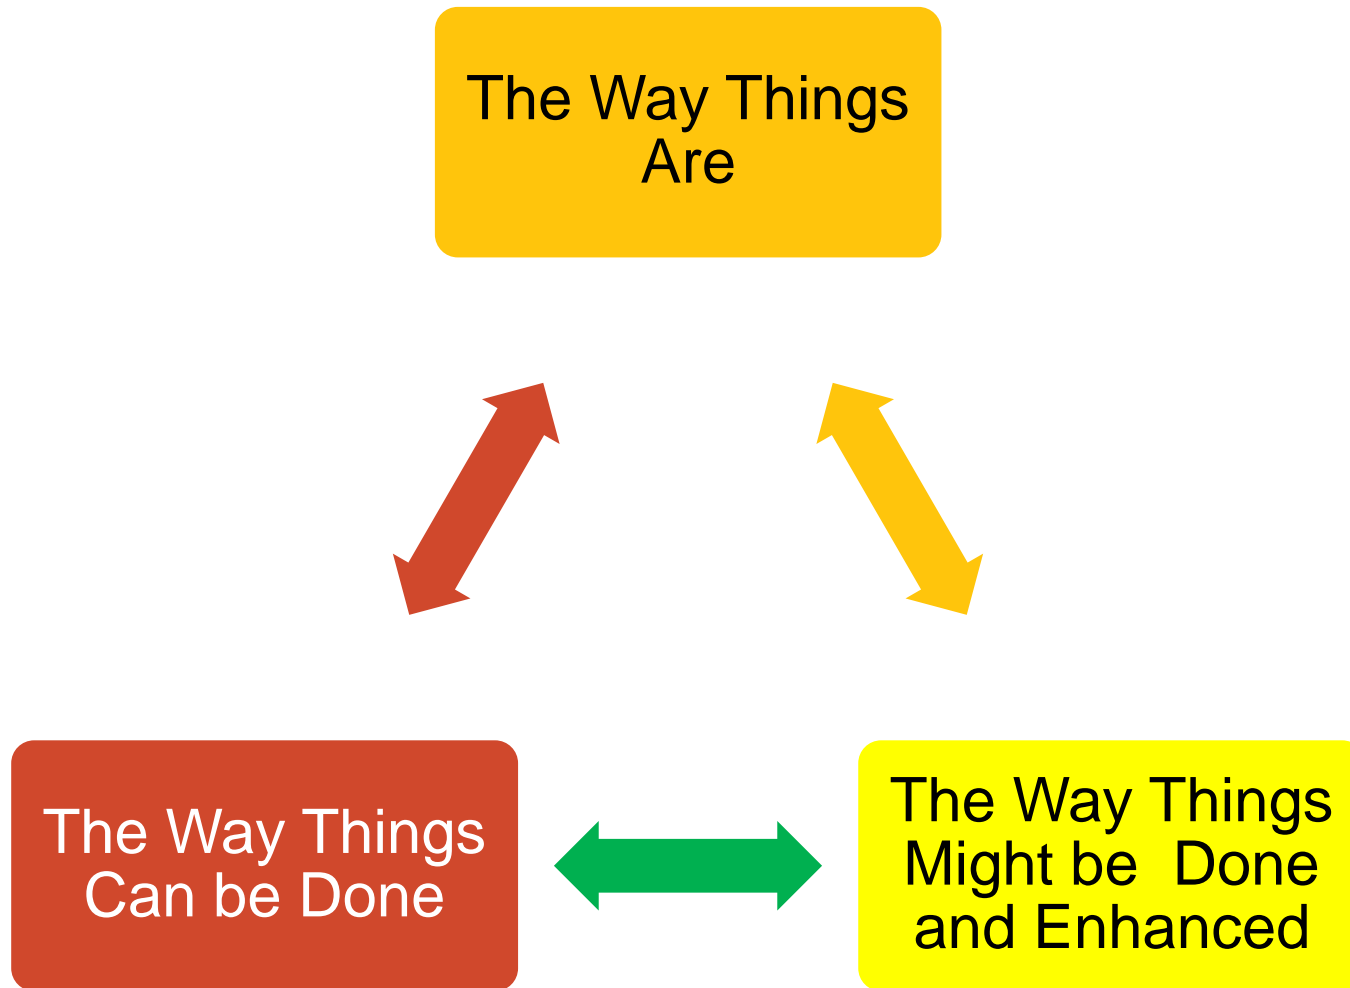 The Way Things
Are
The Way Things
Can be Done
The Way Things
Might be  Done
and Enhanced